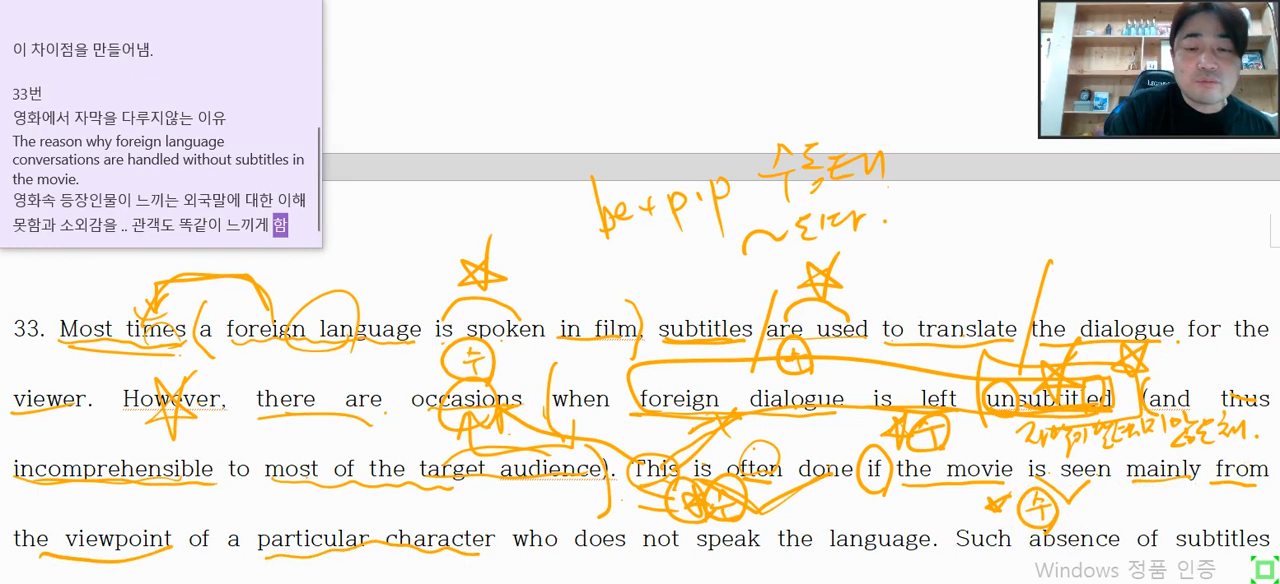 이 차이점을 만들어냄.
33번
영화에서 자막을 다루지않는 이유
The reason why foreign language
conversations are handled without subtitles in
the movie.
영화속 등장인물이 느끼는 외국말에 대한 이해
못함과 소외감을 .. 관객도 똑같이 느끼게 함
be+p.p 수동태
~되다.
33. Most times a foreign language is spoken in film, subtitles are used to translate the dialogue for the
수
수
viewer. However, there are occasions when foreign dialogue is left unsubtitled (and thus
수
incomprehensible to most of the target audience). This is often done if the movie is seen mainly from
수
수
the viewpoint of a particular character who does not speak the language. Such absence of subtitles
Windows 정품 인증